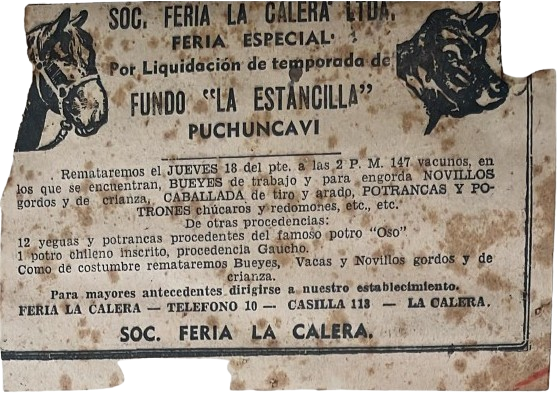 SOC. FERIA LA CALERA LTDA.
FERIA ESPECIAL
Por Liquidación de temporada de
FUNDO "LA ESTANCILLA"
PUCHUNCAVI
Remataremos el JUEVES 18 del pte. a las 2 P. M. 147 vacunos, en
los que se encuentran, BUEYES de trabajo y para engorda NOVILLOS
gordos y de crianza, CABALLADA de tiro y arado, POTRANCAS Y PO-
TRONES chúcaros y redomones, etc., etc.
De otras procedencias:
12 yeguas y potrancas procedentes del famoso potro "Oso"
1 potro chileno inscrito, procedencia Gaucho.
Como de costumbre remataremos Bueyes, Vacas y Novillos gordos y de
crianza.
Para mayores antecedentes dirigirse a nuestro establecimiento.
FERIA LA CALERA — TELEFONO 10 — CASILLA 113 — LA CALERA.
SOC. FERIA LA CALERA.